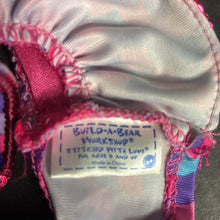 BUILD-A-BEAR
WORKSHOP®
STITCHED WITH LOVE®
FOR AGES 3 AND UP
Made in China